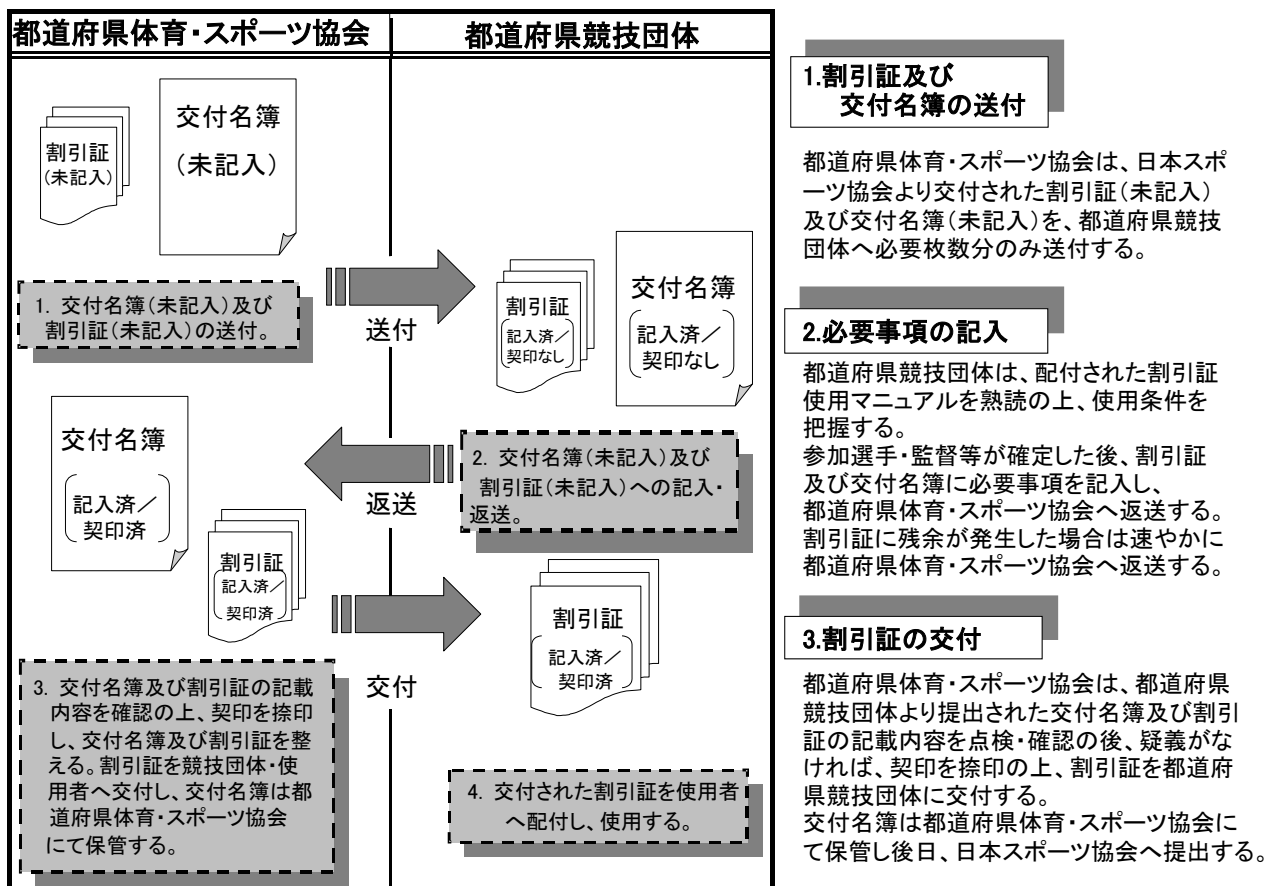 都道府県体育・スポーツ協会
都道府県競技団体
割引証
(未記入)
交付名簿
(未記入)
1. 交付名簿(未記入)及び
割引証(未記入)の送付。
送付
割引証
記入済/
契印なし
交付名簿
記入済/
契印なし
交付名簿
記入済/
契印済
返送
2. 交付名簿(未記入)及び
割引証(未記入)への記入・
返送。
割引証
記入済/
契印済
交付
割引証
記入済/
契印済
3. 交付名簿及び割引証の記載
内容を確認の上、契印を捺印
し、交付名簿及び割引証を整
える。割引証を競技団体・使
用者へ交付し、交付名簿は都
道府県体育・スポーツ協会
にて保管する。
4. 交付された割引証を使用者
へ配付し、使用する。
1.割引証及び
交付名簿の送付
都道府県体育・スポーツ協会は、日本スポ
ーツ協会より交付された割引証(未記入)
及び交付名簿(未記入)を、都道府県競技
団体へ必要枚数分のみ送付する。
2.必要事項の記入
都道府県競技団体は、配付された割引証
使用マニュアルを熟読の上、使用条件を
把握する。
参加選手・監督等が確定した後、割引証
及び交付名簿に必要事項を記入し、
都道府県体育・スポーツ協会へ返送する。
割引証に残余が発生した場合は速やかに
都道府県体育・スポーツ協会へ返送する。
3.割引証の交付
都道府県体育・スポーツ協会は、都道府県
競技団体より提出された交付名簿及び割引
証の記載内容を点検・確認の後、疑義がな
ければ、契印を捺印の上、割引証を都道府
県競技団体に交付する。
交付名簿は都道府県体育・スポーツ協会に
て保管し後日、日本スポーツ協会へ提出する。